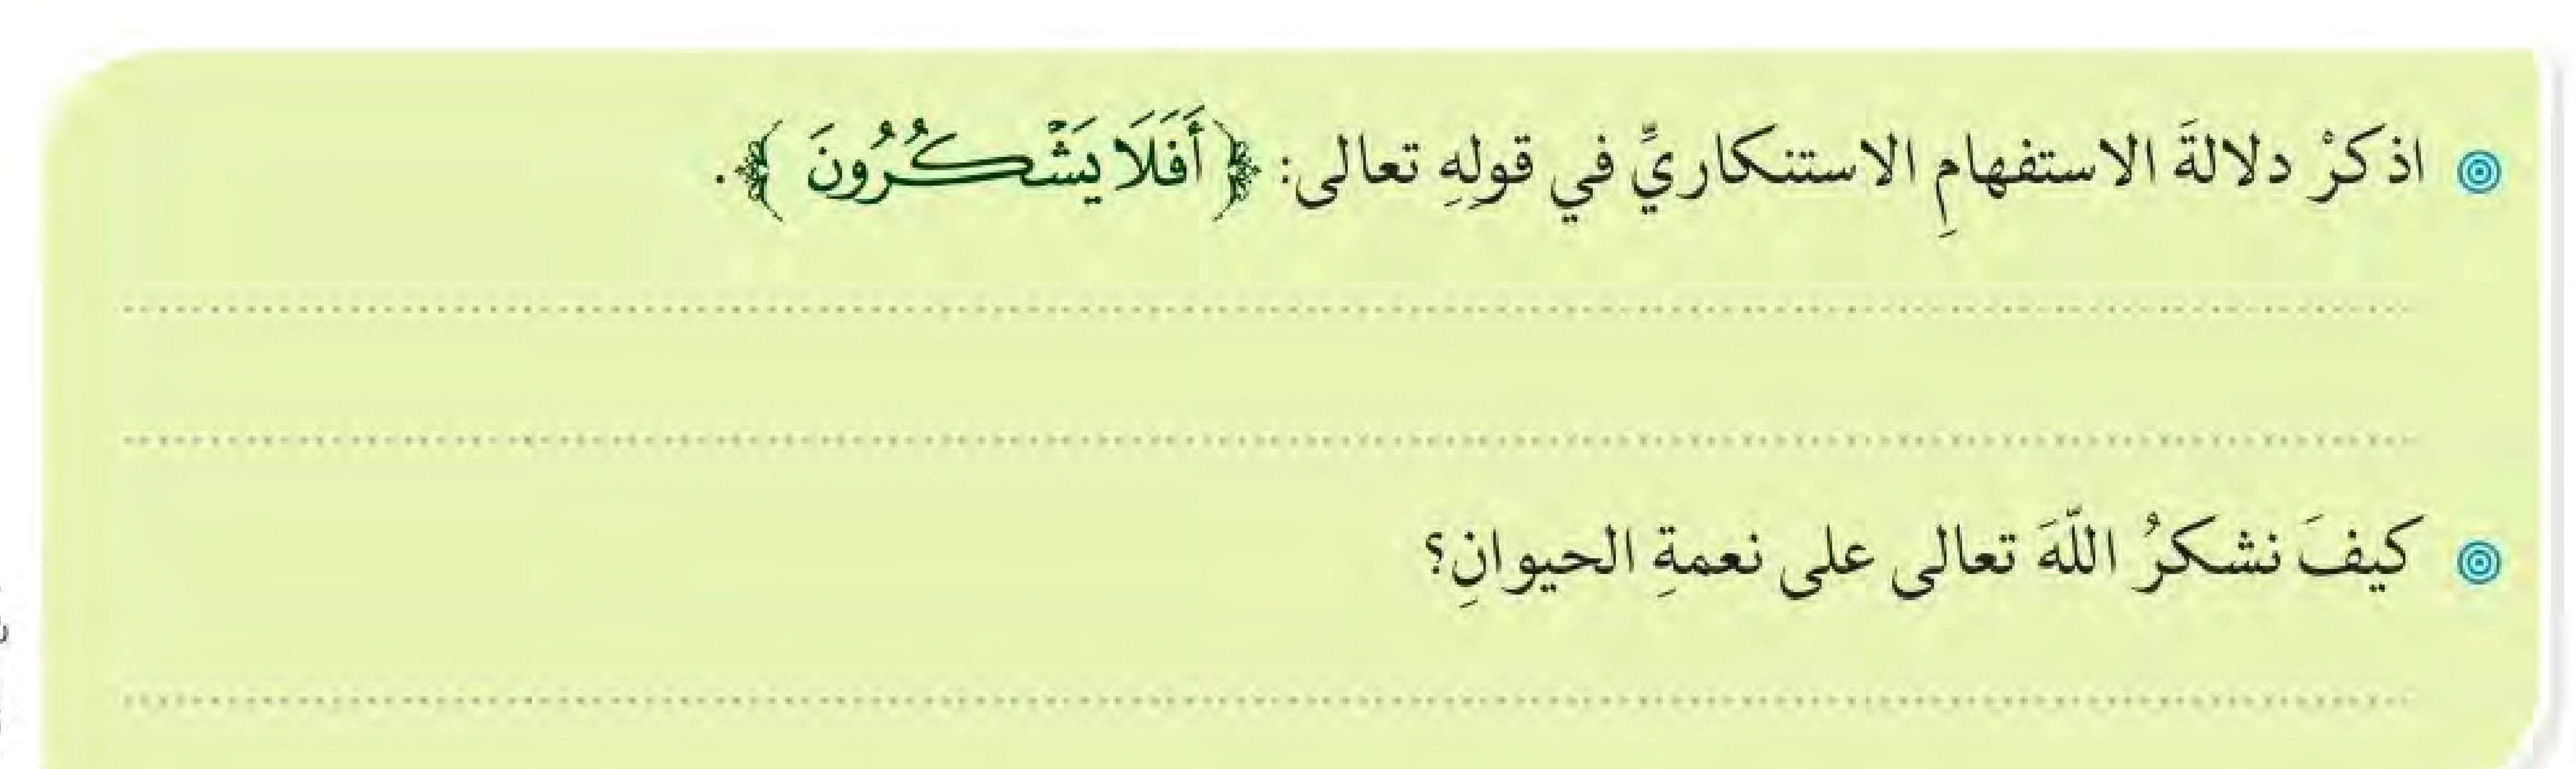 ◎ اذكرْ دلالةَ الاستفهامِ الاستنكاريِّ في قولِهِ تعالى: ﴿أَفَلَا يَشْكُرُونَ﴾.
◎ كيفَ نشكرُ اللّهَ تعالى على نعمةِ الحيوانِ؟